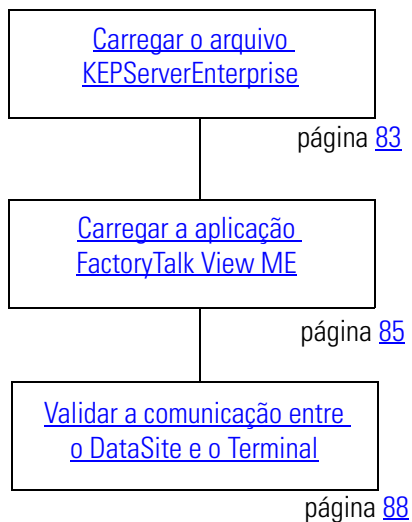 Carregar o arquivo
KEPServerEnterprise
página 83
Carregar a aplicação
FactoryTalk View ME
página 85
Validar a comunicação entre
o DataSite e o Terminal
página 88